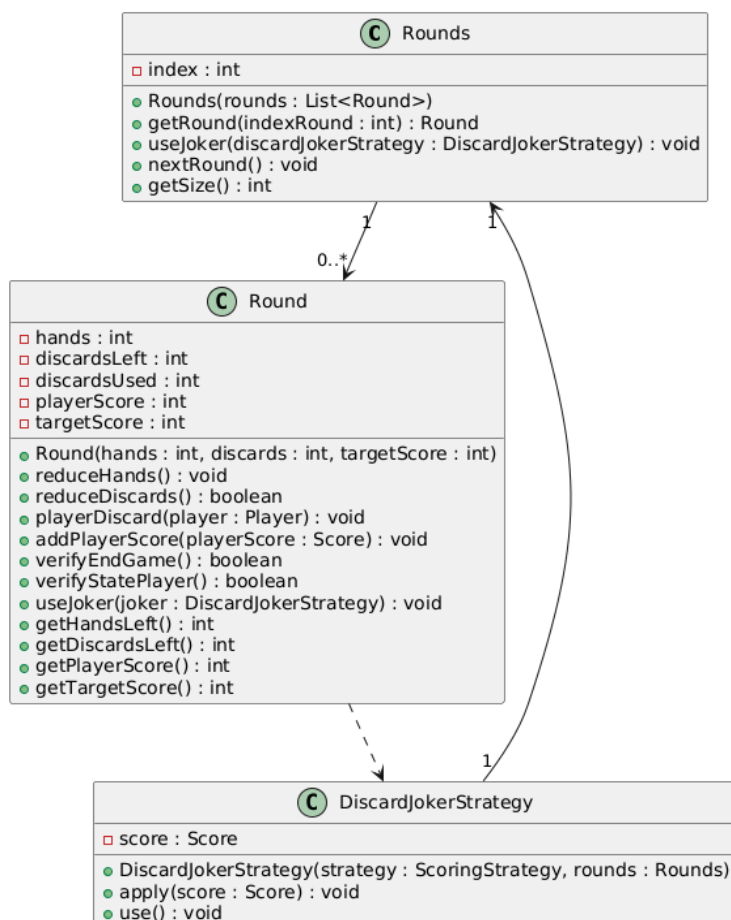 C Rounds
index : int
Rounds(rounds : List<Round>)
getRound(indexRound : int) : Round
useJoker(discardJokerStrategy : DiscardJokerStrategy) : void
nextRound() : void
getSize() : int
1
1
0..*
C Round
hands : int
discardsLeft : int
discardsUsed : int
playerScore : int
targetScore : int
Round(hands : int, discards : int, targetScore : int)
reduceHands() : void
reduceDiscards() : boolean
playerDiscard(player : Player) : void
addPlayerScore(playerScore : Score) : void
verifyEndGame() : boolean
verifyStatePlayer() : boolean
useJoker(joker : DiscardJokerStrategy) : void
getHandsLeft() : int
getDiscardsLeft() : int
getPlayerScore() : int
getTargetScore() : int
1
C DiscardJokerStrategy
score : Score
DiscardJokerStrategy(strategy : ScoringStrategy, rounds : Rounds)
apply(score : Score) : void
use() : void